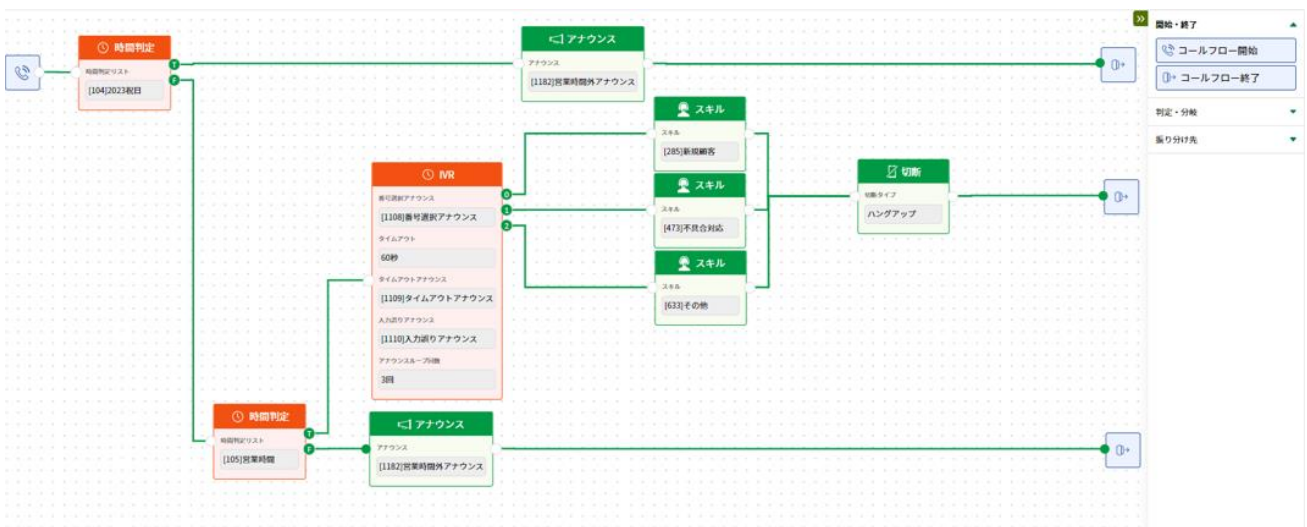 時間判定
時間判定リスト
[104]2023祝日
T
F
アナウンス
アナウンス
[1182]営業時間外アナウンス
IVR
番号選択アナウンス
[1108]番号選択アナウンス
タイムアウト
60秒
タイムアウトアナウンス
[1109]タイムアウトアナウンス
入力誤りアナウンス
[1110]入力誤りアナウンス
アナウンスループ回数
3回
0
1
2
スキル
スキル
[285]新規顧客
スキル
スキル
[473]不具合対応
スキル
スキル
[633]その他
切断
切断タイプ
ハングアップ
時間判定
時間判定リスト
[105]営業時間
T
F
アナウンス
アナウンス
[1182]営業時間外アナウンス
開始・終了
コールフロー開始
コールフロー終了
判定・分岐
振り分け先